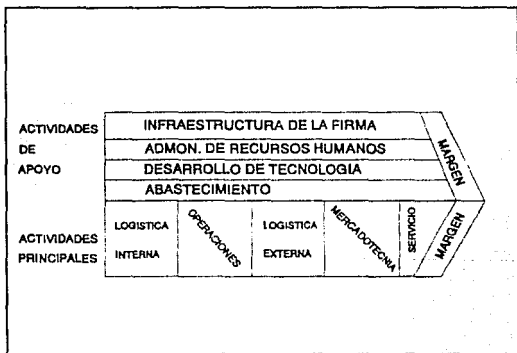 ACTIVIDADES
DE
APOYO
INFRAESTRUCTURA DE LA FIRMA
ADMON. DE RECURSOS HUMANOS
DESARROLLO DE TECNOLOGIA
ABASTECIMIENTO
MARGEN
ACTIVIDADES
PRINCIPALES
LOGISTICA
INTERNA
OPERACIONES
LOGISTICA
EXTERNA
MERCADOTECNIA
SERVICIO
MARGEN